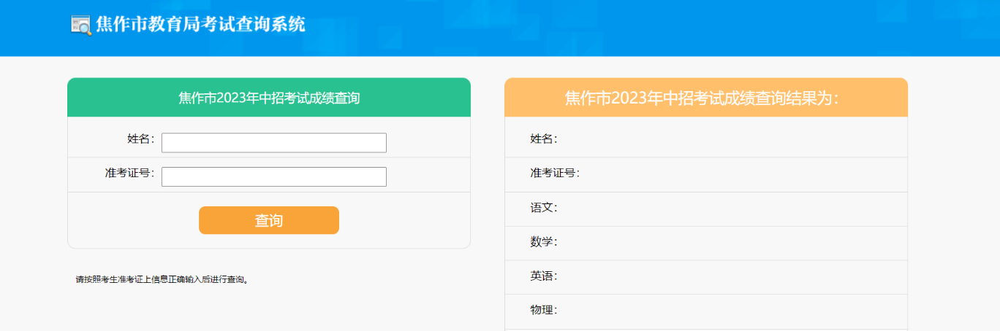 焦作市教育局考试查询系统
焦作市2023年中招考试成绩查询
姓名：
准考证号：
查询
请按照考生准考证上信息正确输入后进行查询。
焦作市2023年中招考试成绩查询结果为：
姓名：
准考证号：
语文：
数学：
英语：
物理：